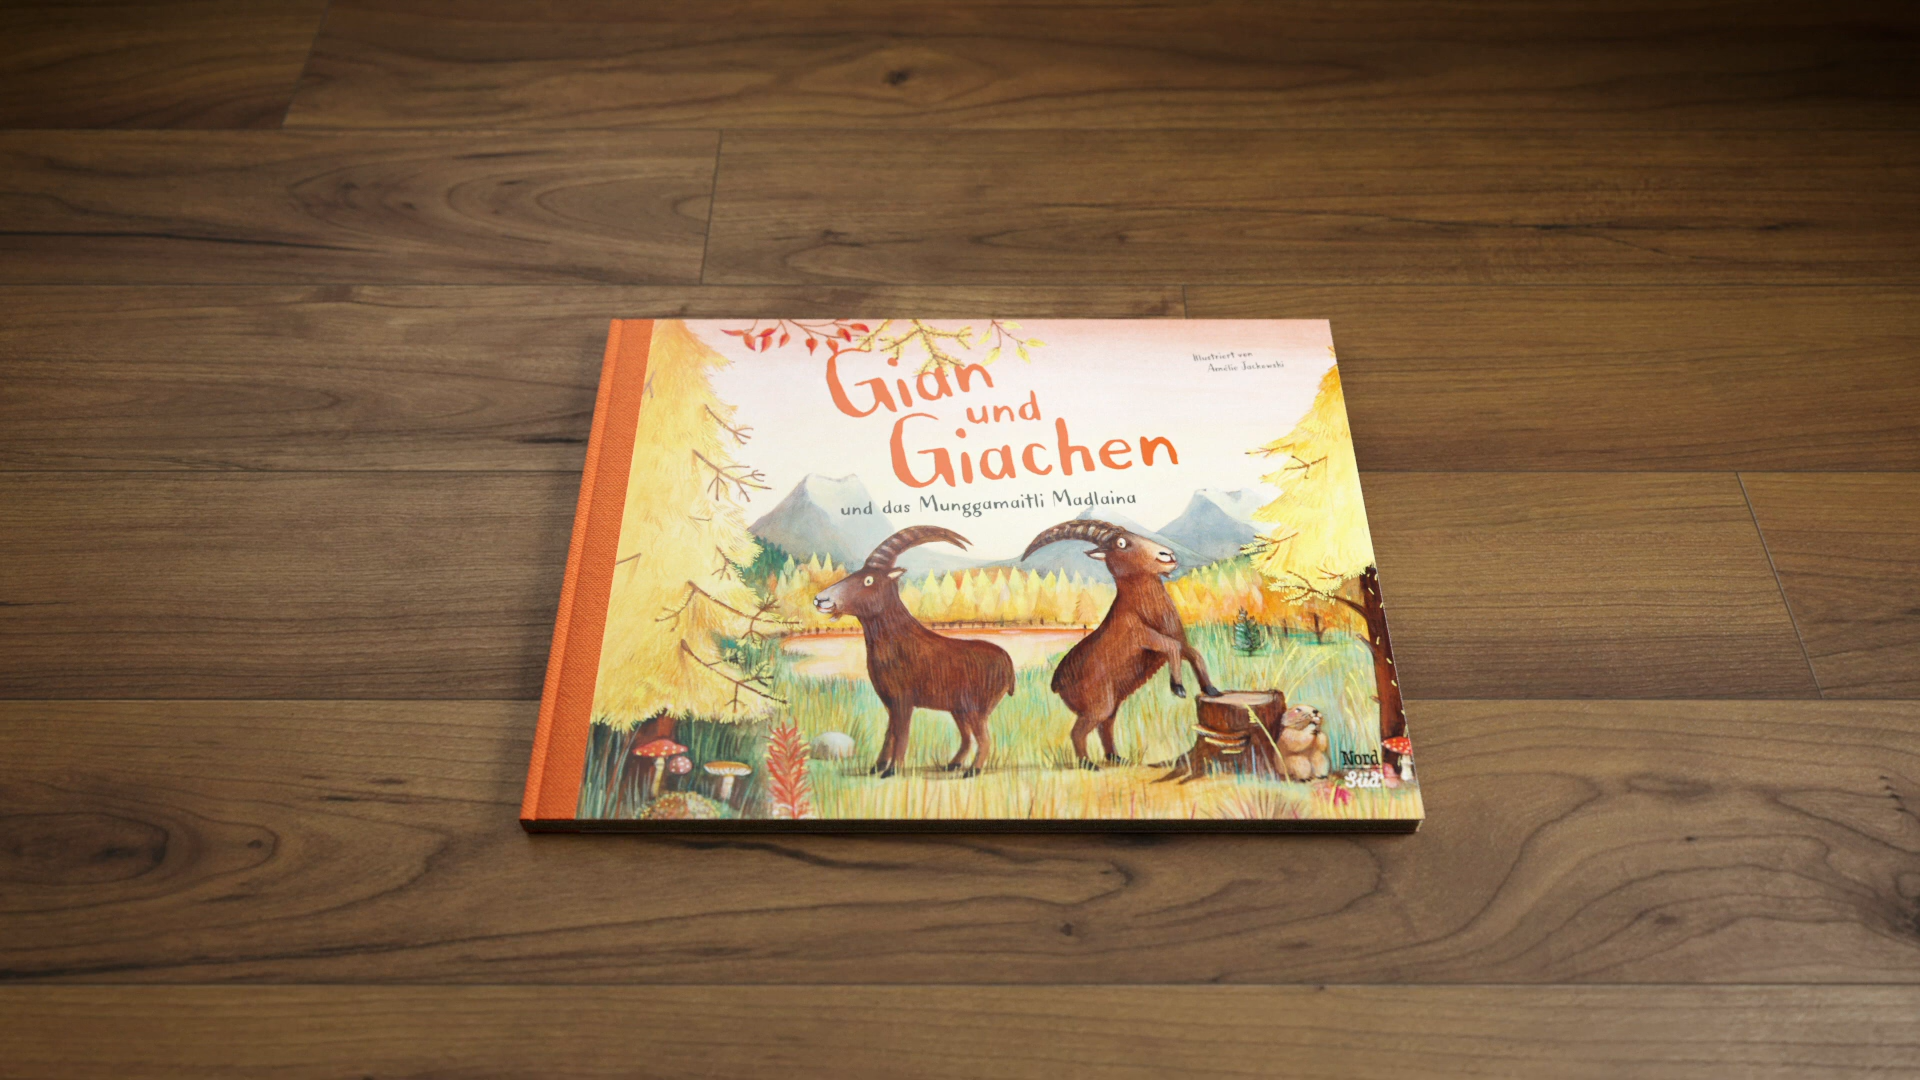 Gian
und
Giachen
und das Munggamaitli Madlaina
Illustriert von
Amélie Jackowski
Nord
Süd